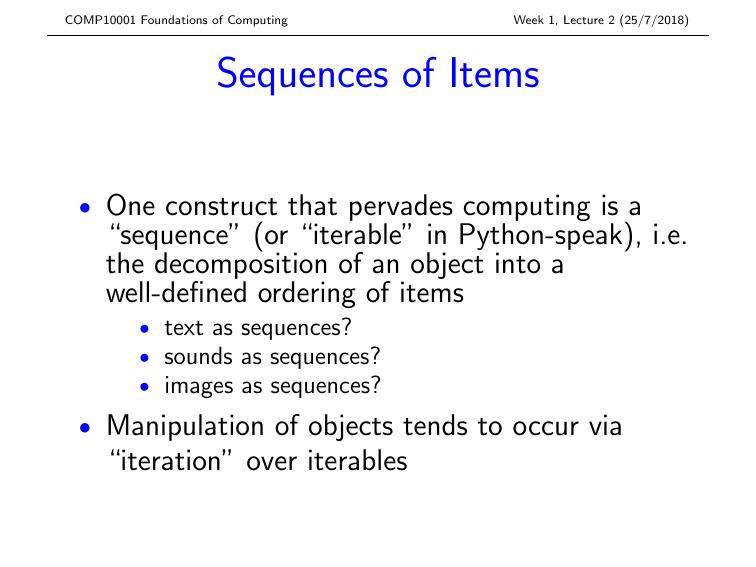 COMP10001 Foundations of Computing
Week 1, Lecture 2 (25/7/2018)
Sequences of Items
• One construct that pervades computing is a
“sequence” (or “iterable” in Python-speak), i.e.
the decomposition of an object into a
well-defined ordering of items
• text as sequences?
• sounds as sequences?
• images as sequences?
• Manipulation of objects tends to occur via
“iteration” over iterables